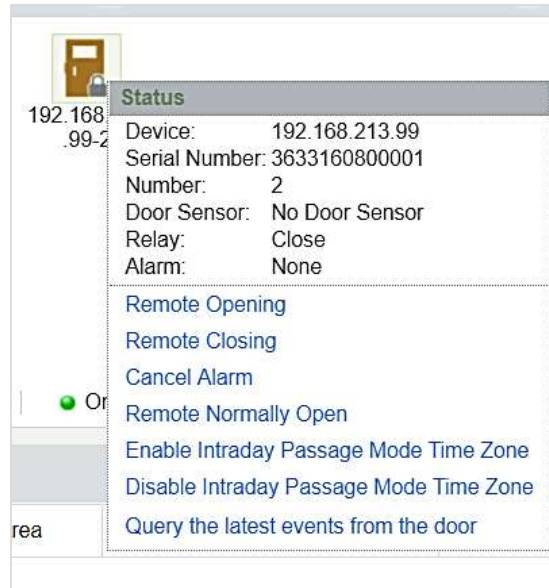 192.168
.99-2
Status
Device: 192.168.213.99
Serial Number: 3633160800001
Number: 2
Door Sensor: No Door Sensor
Relay: Close
Alarm: None
Remote Opening
Remote Closing
Cancel Alarm
Remote Normally Open
Enable Intraday Passage Mode Time Zone
Disable Intraday Passage Mode Time Zone
Query the latest events from the door